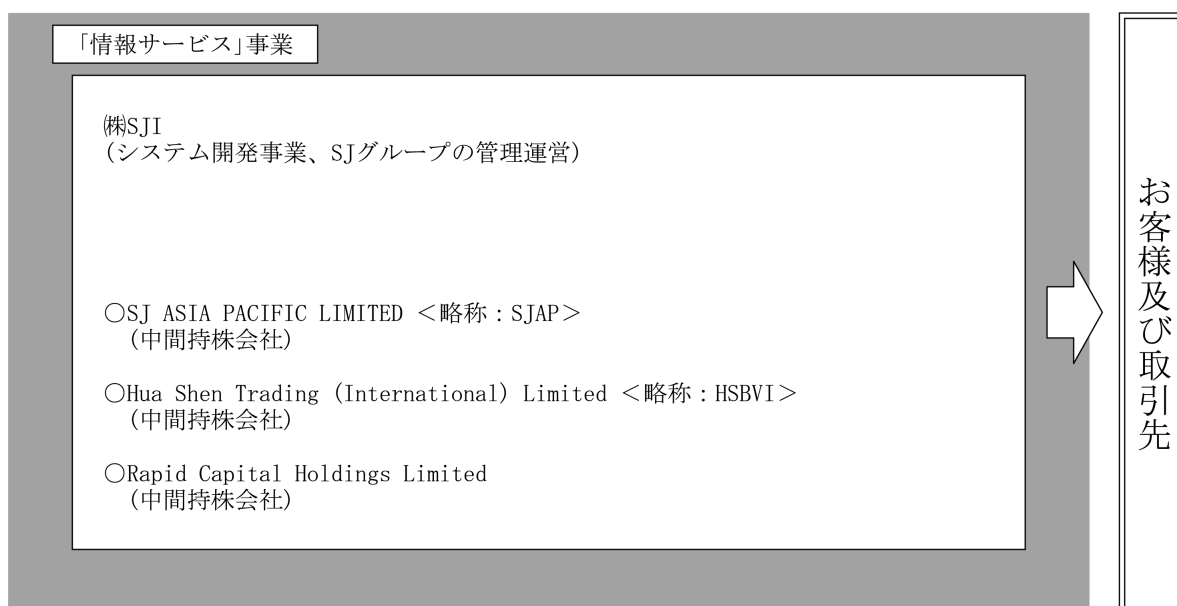 「情報サービス」事業
㈱SJI
(システム開発事業、SJグループの管理運営)
○SJ ASIA PACIFIC LIMITED <略称:SJAP>
(中間持株会社)
○Hua Shen Trading (International) Limited <略称:HSBVI>
(中間持株会社)
○Rapid Capital Holdings Limited
(中間持株会社)
お客様及び取引先